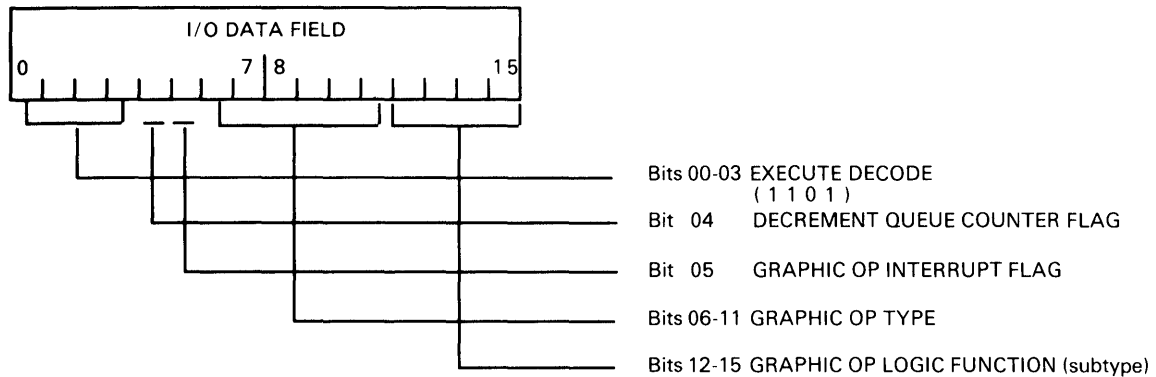 I/O DATA FIELD
0 7 8 15
Bits 00-03 EXECUTE DECODE
( 1 1 0 1 )
Bit 04 DECREMENT QUEUE COUNTER FLAG
Bit 05 GRAPHIC OP INTERRUPT FLAG
Bits 06-11 GRAPHIC OP TYPE
Bits 12-15 GRAPHIC OP LOGIC FUNCTION (subtype)